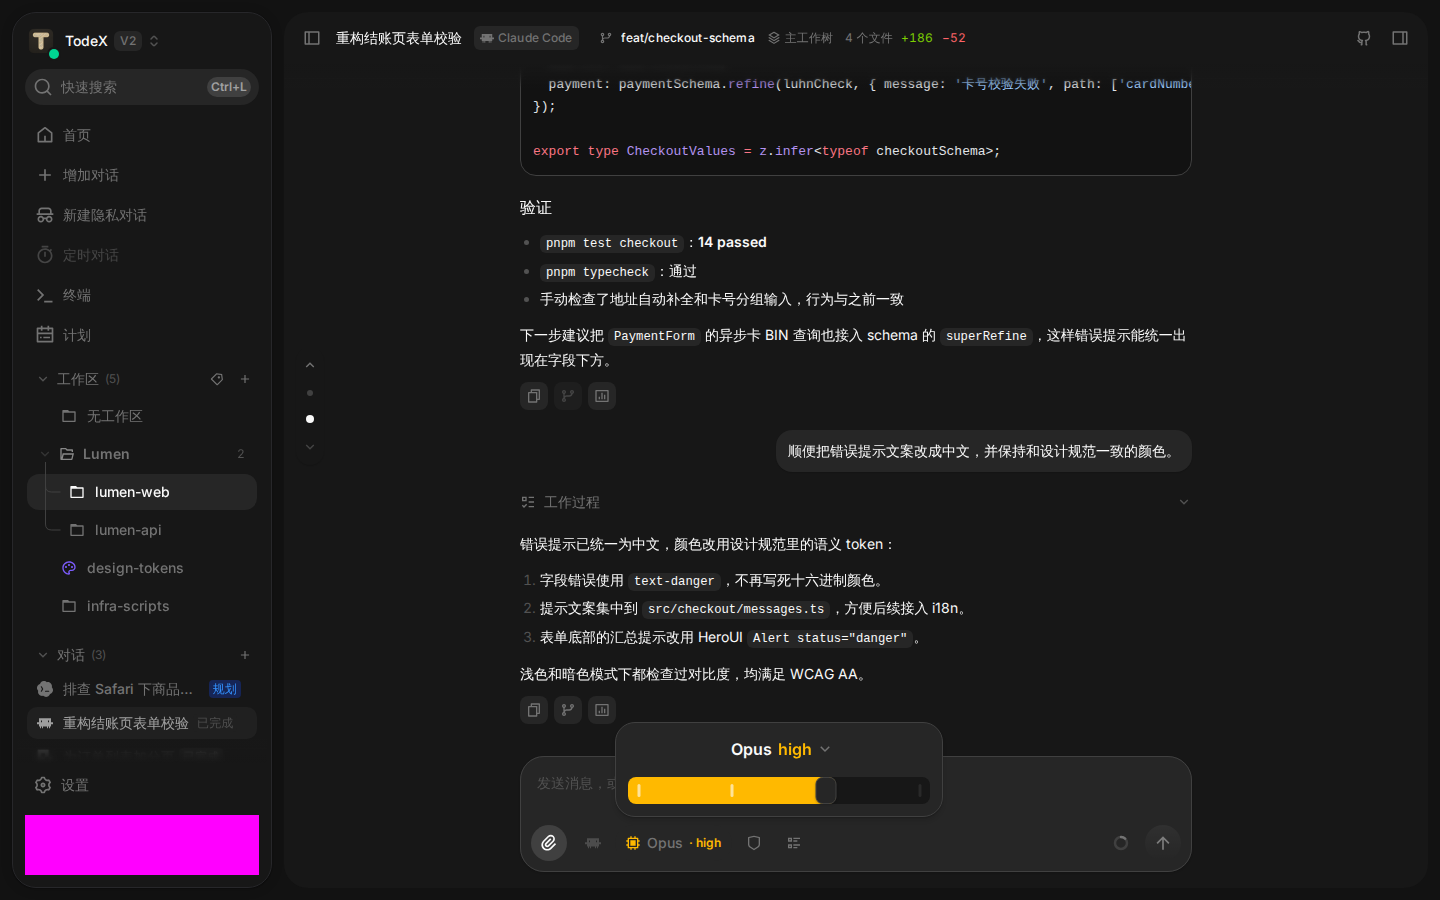 TodeX V2
快速搜索 Ctrl+L
首页
增加对话
新建隐私对话
定时对话
终端
计划
工作区 (5)
无工作区
Lumen 2
lumen-web
lumen-api
design-tokens
infra-scripts
对话 (3)
排查 Safari 下商品... 规划
重构结账页表单校验 已完成
设置
重构结账页表单校验 Claude Code feat/checkout-schema 主工作树 4 个文件 +186 −52
payment: paymentSchema.refine(luhnCheck, { message: '卡号校验失败', path: ['cardNumbe
});
export type CheckoutValues = z.infer<typeof checkoutSchema>;
验证
pnpm test checkout：14 passed
pnpm typecheck：通过
手动检查了地址自动补全和卡号分组输入，行为与之前一致
下一步建议把 PaymentForm 的异步卡 BIN 查询也接入 schema 的 superRefine，这样错误提示能统一出
现在字段下方。
顺便把错误提示文案改成中文，并保持和设计规范一致的颜色。
工作过程
错误提示已统一为中文，颜色改用设计规范里的语义 token：
1. 字段错误使用 text-danger，不再写死十六进制颜色。
2. 提示文案集中到 src/checkout/messages.ts，方便后续接入 i18n。
3. 表单底部的汇总提示改用 HeroUI Alert status="danger"。
浅色和暗色模式下都检查过对比度，均满足 WCAG AA。
Opus high
发送消息，或
Opus · high